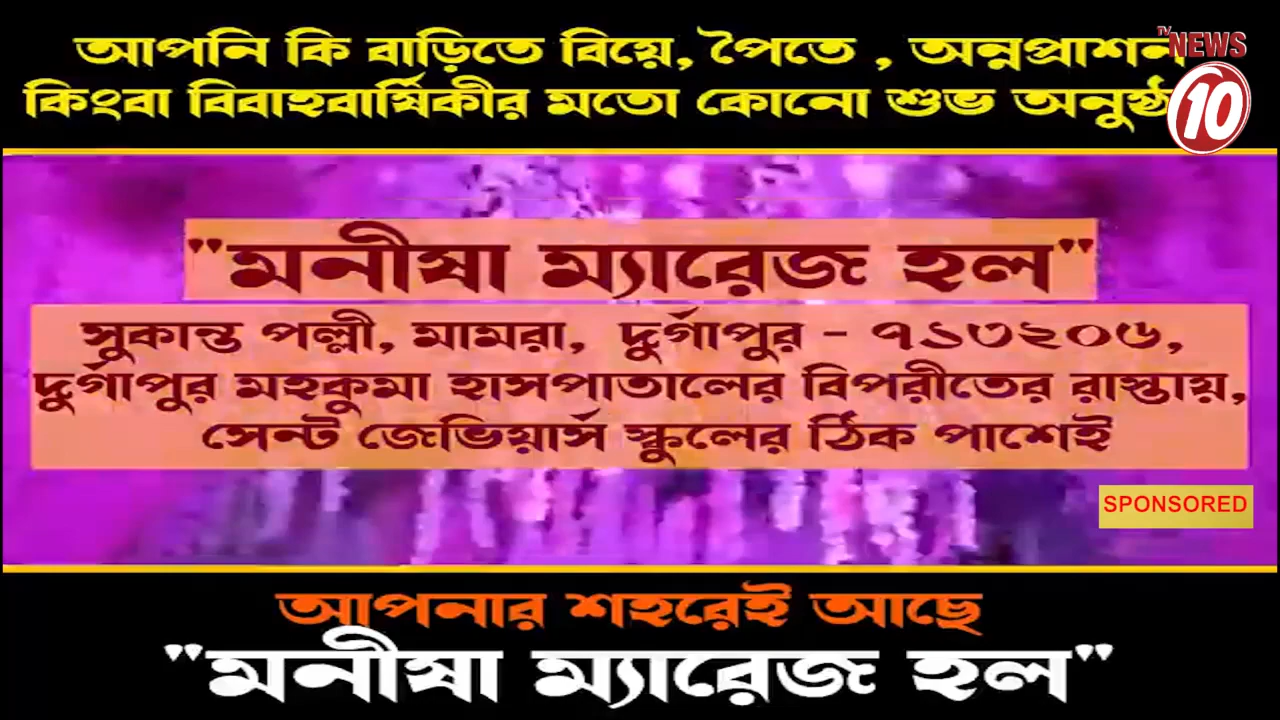 আপনি কি বাড়িতে বিয়ে, পৈতে , অন্নপ্রাশন
কিংবা বিবাহবার্ষিকীর মতো কোনো শুভ
TV NEWS
10
"মনীষা ম্যারেজ হল"
সুকান্ত পল্লী, মামরা, দুর্গাপুর - ৭১৩২০৬,
দুর্গাপুর মহকুমা হাসপাতালের বিপরীতের রাস্তায়,
সেন্ট জেভিয়ার্স স্কুলের ঠিক পাশেই
SPONSORED
আপনার শহরেই আছে
"মনীষা ম্যারেজ হল"